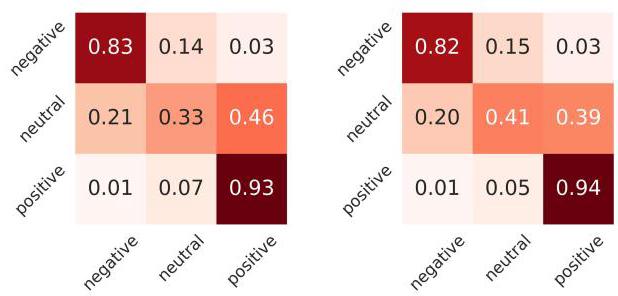 negative 0.83 0.14 0.03
neutral 0.21 0.33 0.46
positive 0.01 0.07 0.93
negative neutral positive
negative 0.82 0.15 0.03
neutral 0.20 0.41 0.39
positive 0.01 0.05 0.94
negative neutral positive